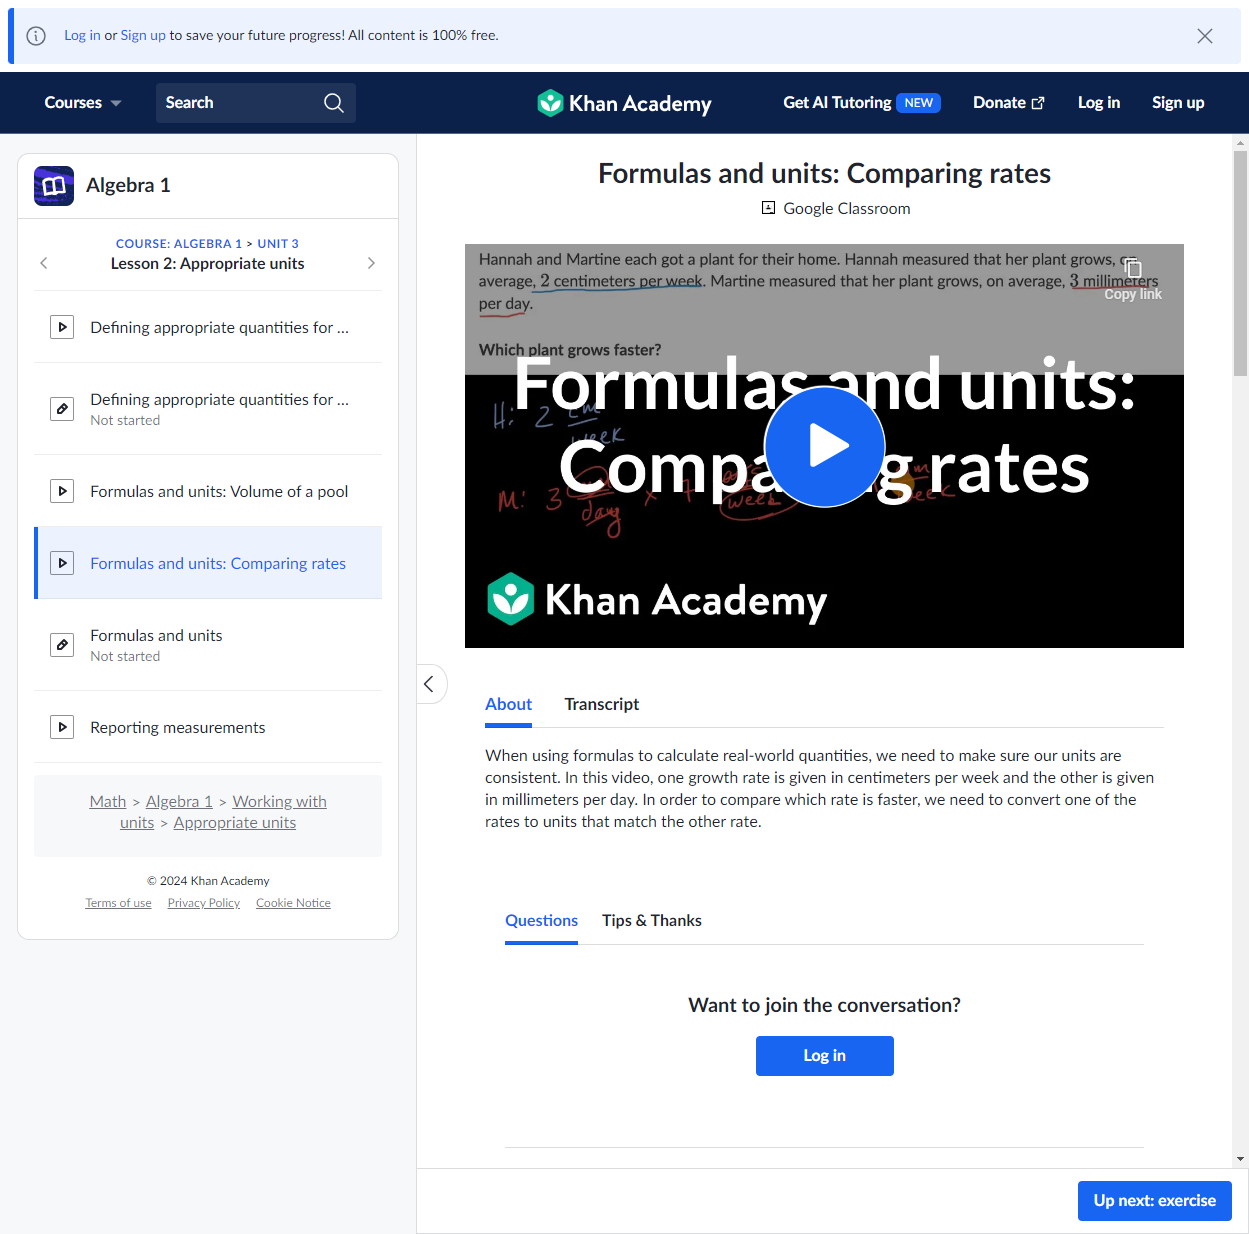 Log in or Sign up to save your future progress! All content is 100% free.
Courses
Search
Khan Academy
Get AI Tutoring NEW
Donate
Log in
Sign up
Algebra 1
COURSE: ALGEBRA 1 > UNIT 3
Lesson 2: Appropriate units
Defining appropriate quantities for ...
Defining appropriate quantities for ...
Not started
Formulas and units: Volume of a pool
Formulas and units: Comparing rates
Formulas and units
Not started
Reporting measurements
Math > Algebra 1 > Working with
units > Appropriate units
© 2024 Khan Academy
Terms of use Privacy Policy Cookie Notice
Formulas and units: Comparing rates
Google Classroom
Hannah and Martine each got a plant for their home. Hannah measured that her plant grows, on
average, 2 centimeters per week. Martine measured that her plant grows, on average, 3 millimeters
per day.
Copy link
Which plant grows faster?
Formulas and units:
Comparing rates
H: 2 cm
week
M: 3 mm x 7
day week
Khan Academy
About
Transcript
When using formulas to calculate real-world quantities, we need to make sure our units are
consistent. In this video, one growth rate is given in centimeters per week and the other is given
in millimeters per day. In order to compare which rate is faster, we need to convert one of the
rates to units that match the other rate.
Questions
Tips & Thanks
Want to join the conversation?
Log in
Up next: exercise